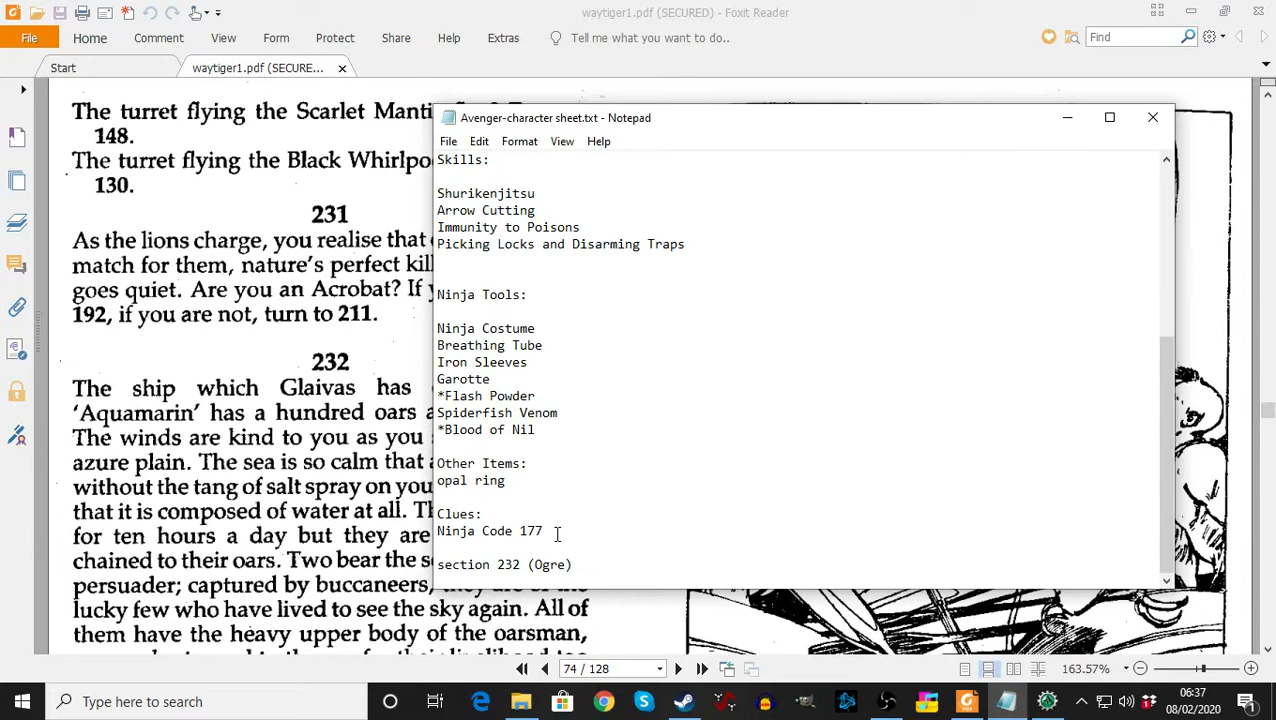 waytiger1.pdf (SECURED) - Foxit Reader
File Home Comment View Form Protect Share Help Extras Tell me what you want to do.. Find
Start waytiger1.pdf (SECURE...
The turret flying the Scarlet Manti
148.
The turret flying the Black Whirlpo
130.
231
As the lions charge, you realise that
match for them, nature's perfect kill
goes quiet. Are you an Acrobat? If
192, if you are not, turn to 211.
232
The ship which Glaivas has
'Aquamarin' has a hundred oars
The winds are kind to you as you
azure plain. The sea is so calm that
without the tang of salt spray on you
that it is composed of water at all. T
for ten hours a day but they are
chained to their oars. Two bear the s
persuader; captured by buccaneers,
lucky few who have lived to see the sky again. All of
them have the heavy upper body of the oarsman,
Avenger-character sheet.txt - Notepad
File Edit Format View Help
Skills:
Shurikenjitsu
Arrow Cutting
Immunity to Poisons
Picking Locks and Disarming Traps
Ninja Tools:
Ninja Costume
Breathing Tube
Iron Sleeves
Garotte
*Flash Powder
Spiderfish Venom
*Blood of Nil
Other Items:
opal ring
Clues:
Ninja Code 177
section 232 (Ogre)
74 / 128
163.57%
Type here to search
06:37
08/02/2020
1